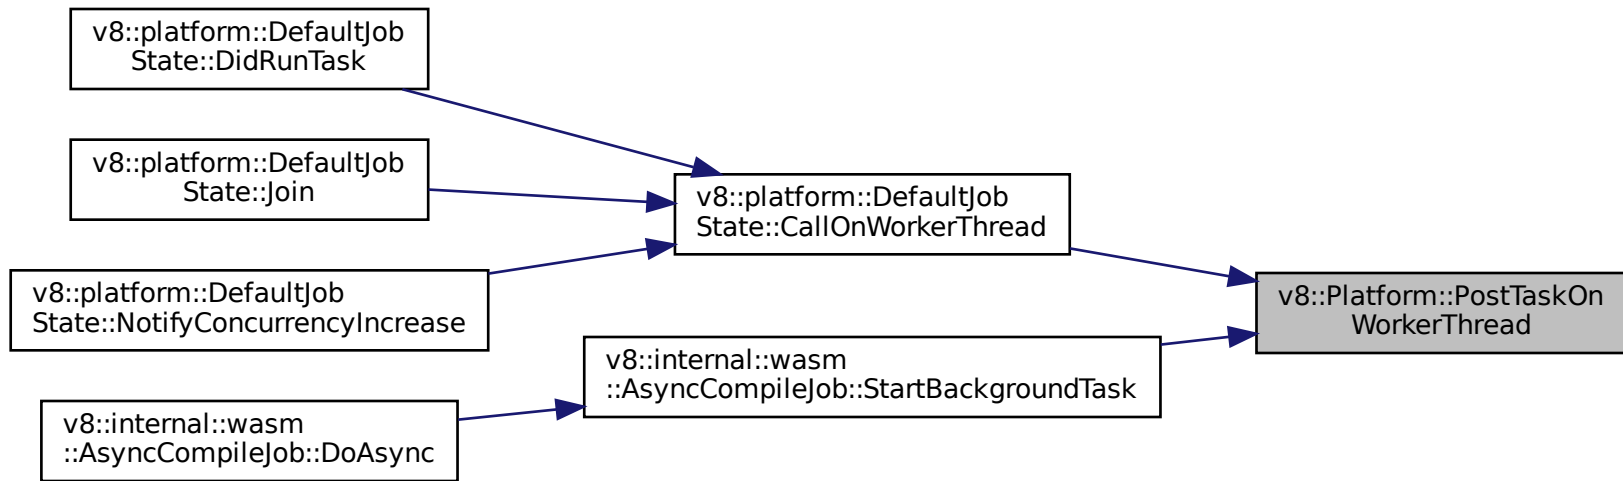 v8::platform::DefaultJob
State::DidRunTask
v8::platform::DefaultJob
State::Join
v8::platform::DefaultJob
State::NotifyConcurrencyIncrease
v8::internal::wasm
::AsyncCompileJob::DoAsync
v8::platform::DefaultJob
State::CallOnWorkerThread
v8::internal::wasm
::AsyncCompileJob::StartBackgroundTask
v8::Platform::PostTaskOn
WorkerThread